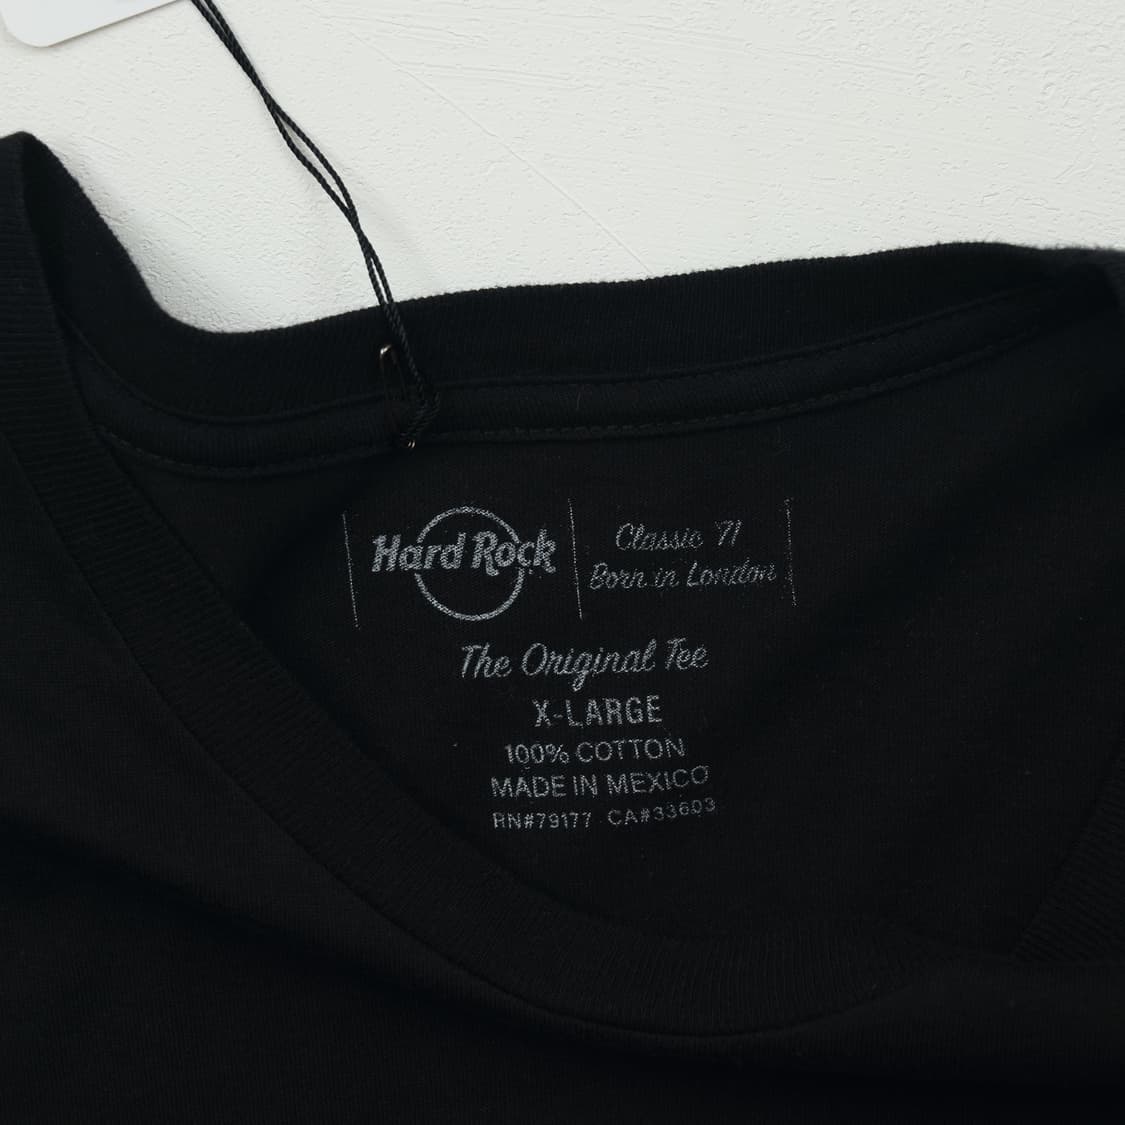 Hard Rock
Classic '71
Born in London
The Original Tee
X-LARGE
100% COTTON
MADE IN MEXICO
RN#79177 CA#33603